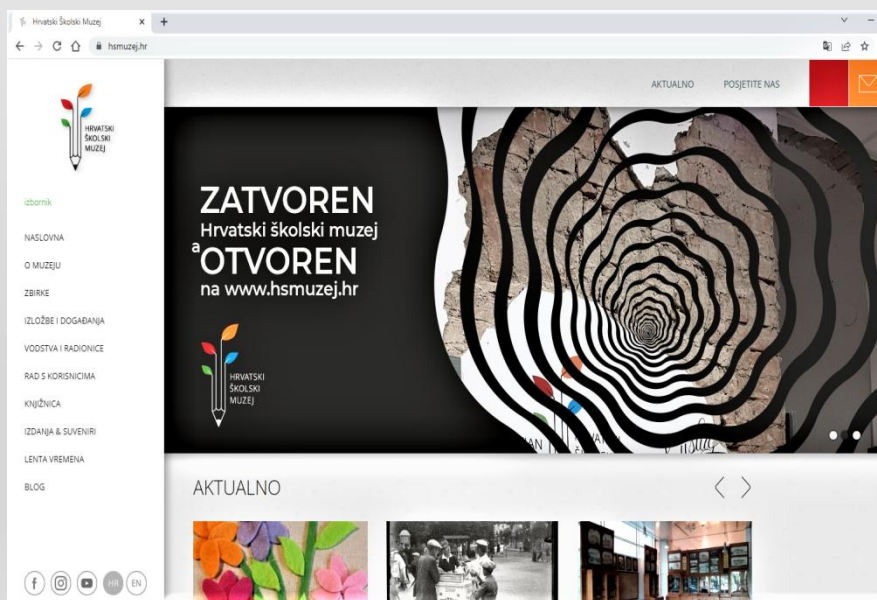 Hrvatski Školski Muzej
hsmuzej.hr
HRVATSKI
ŠKOLSKI
MUZEJ
izbornik
NASLOVNA
O MUZEJU
ZBIRKE
IZLOŽBE I DOGAĐANJA
VODSTVA I RADIONICE
RAD S KORISNICIMA
KNJIŽNICA
IZDANJA & SUVENIRI
LENTA VREMENA
BLOG
HR
EN
AKTUALNO
POSJETITE NAS
ZATVOREN
Hrvatski školski muzej
a OTVOREN
na www.hsmuzej.hr
HRVATSKI
ŠKOLSKI
MUZEJ
AKTUALNO